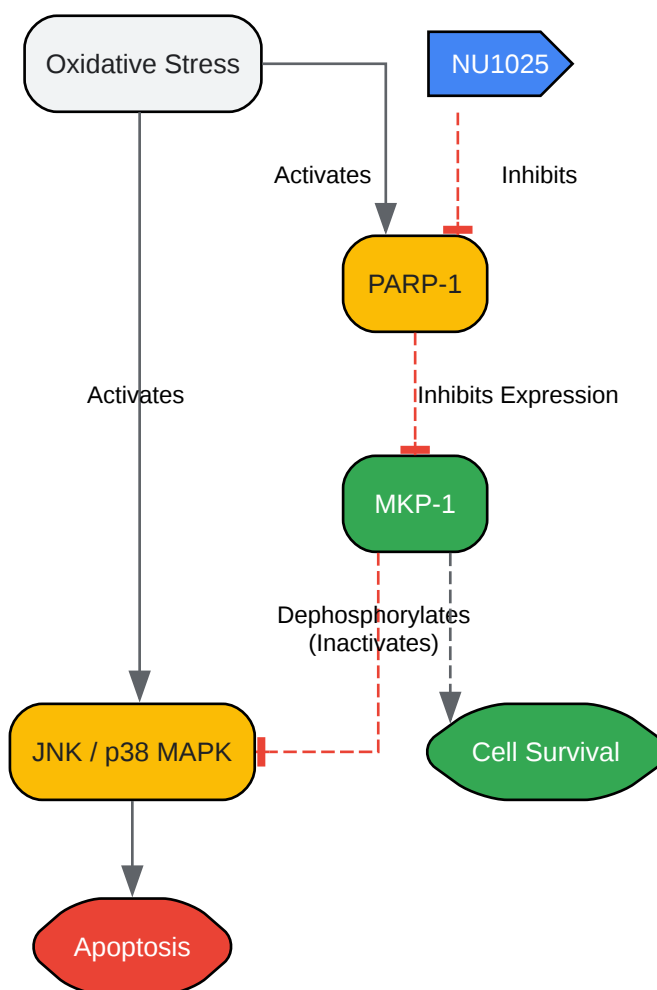 Oxidative Stress
NU1025
Activates
Inhibits
PARP-1
Activates
Inhibits Expression
MKP-1
Dephosphorylates
(Inactivates)
JNK / p38 MAPK
Cell Survival
Apoptosis